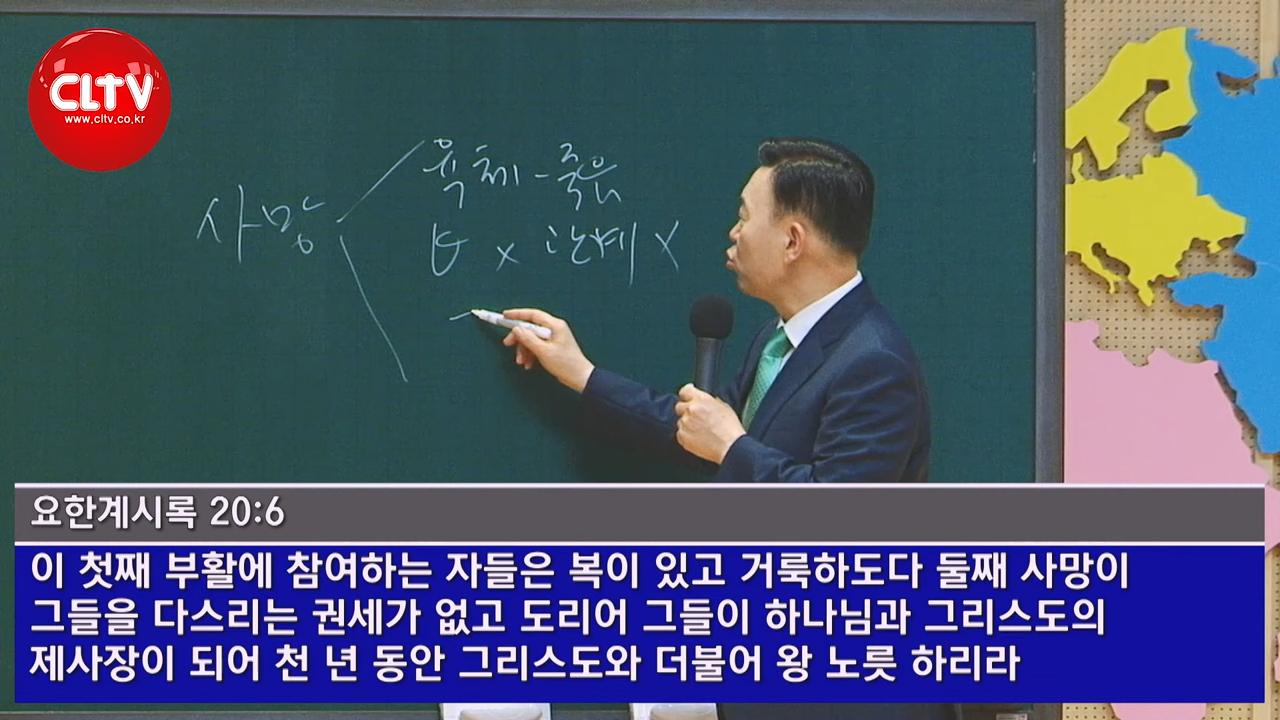 CLTV
www.cltv.co.kr
사망
육체 - 죽음
x 관계 x
요한계시록 20:6
이 첫째 부활에 참여하는 자들은 복이 있고 거룩하도다 둘째 사망이
그들을 다스리는 권세가 없고 도리어 그들이 하나님과 그리스도의
제사장이 되어 천 년 동안 그리스도와 더불어 왕 노릇 하리라